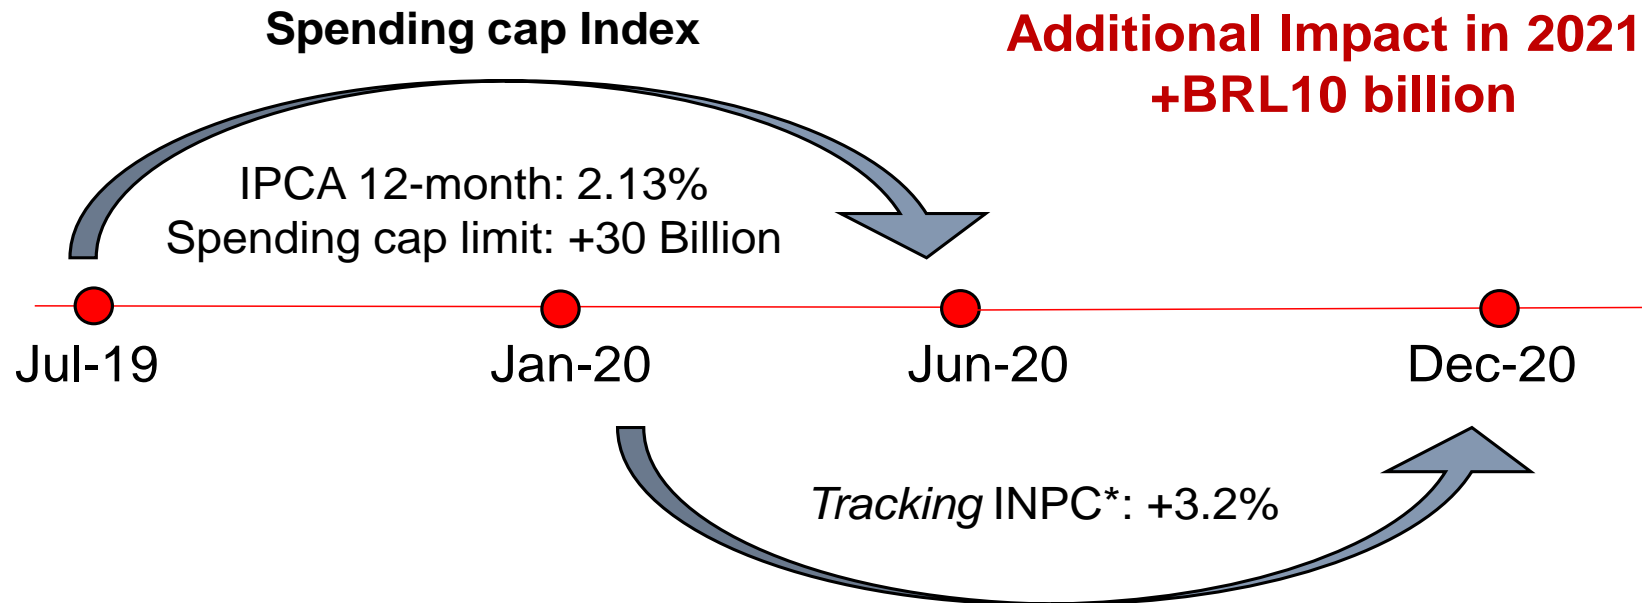 Spending cap Index
Additional Impact in 2021
+BRL10 billion
IPCA 12-month: 2.13%
Spending cap limit: +30 Billion
Jul-19
Jan-20
Jun-20
Dec-20
Tracking INPC*: +3.2%